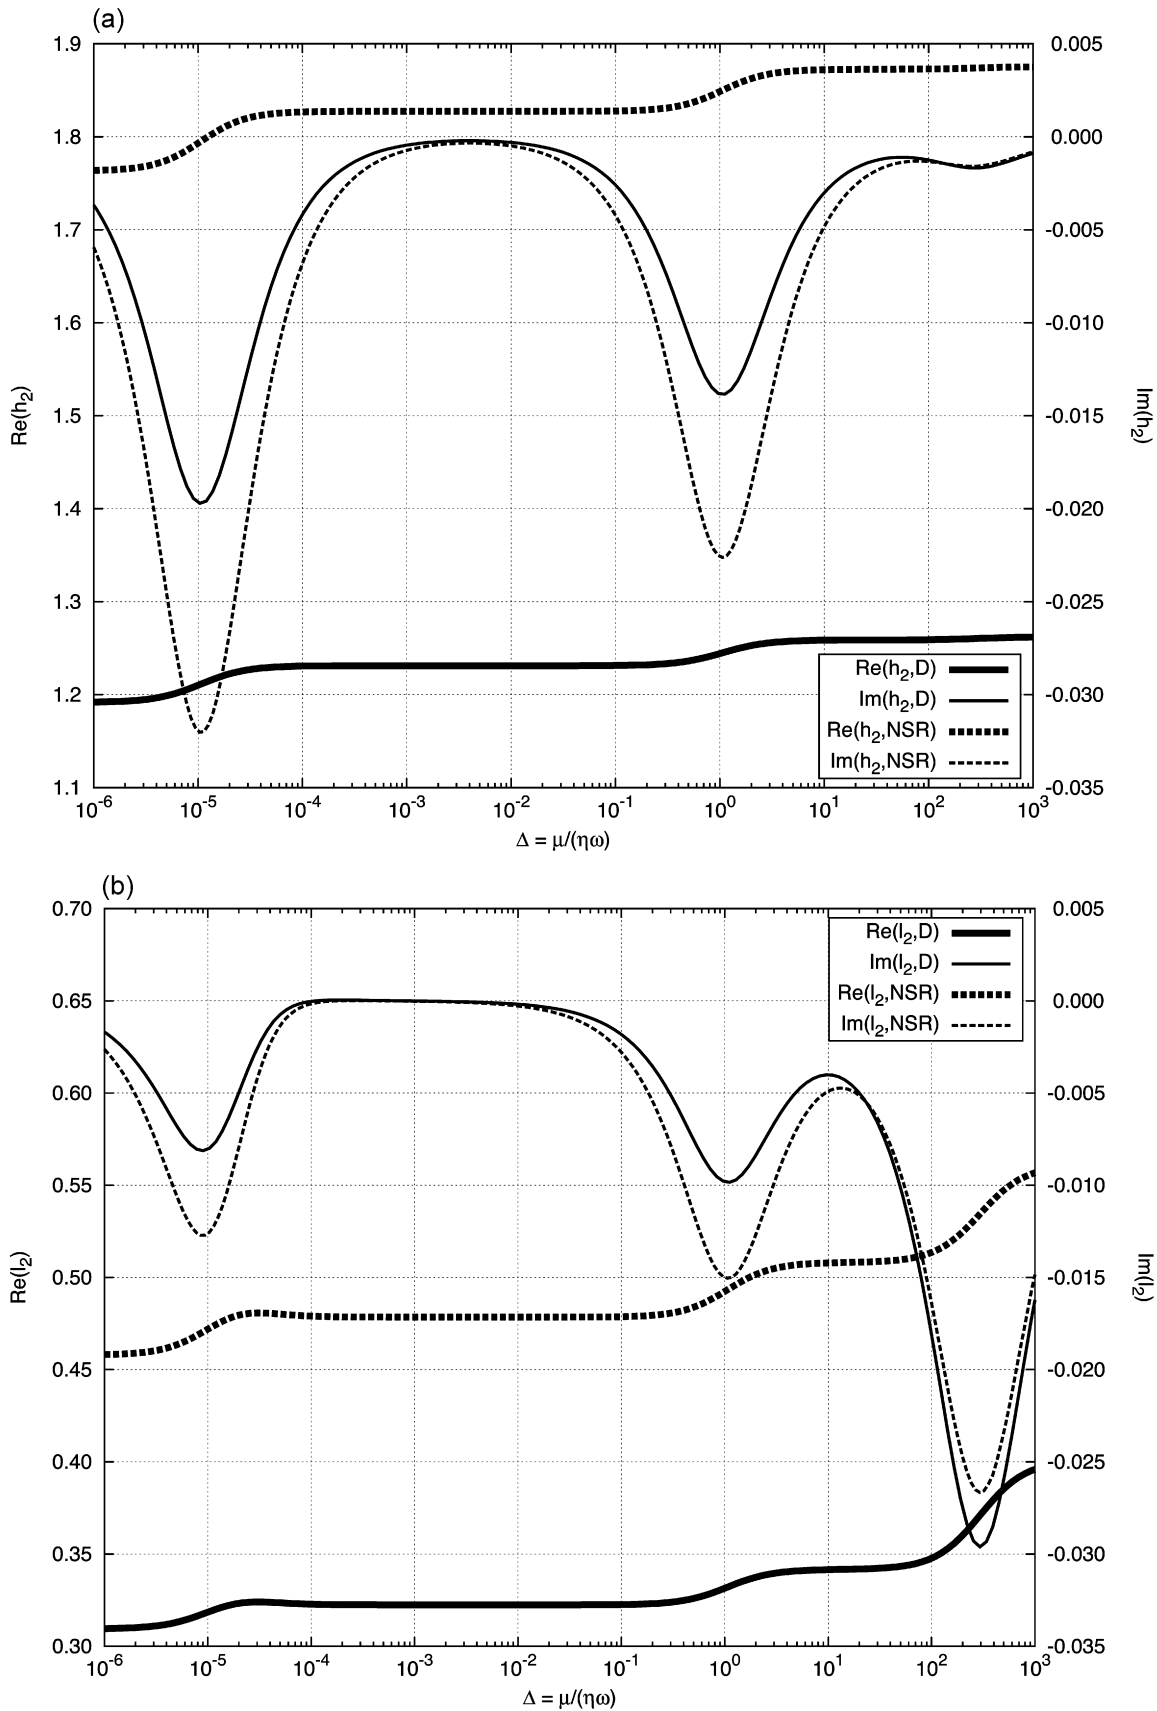 (a)
1.9
1.8
1.7
1.6
1.5
1.4
1.3
1.2
1.1
Re(h2)
0.005
0.000
-0.005
-0.010
-0.015
-0.020
-0.025
-0.030
-0.035
Im(h2)
Re(h2,D)
Im(h2,D)
Re(h2,NSR)
Im(h2,NSR)
10-6 10-5 10-4 10-3 10-2 10-1 100 101 102 103
Δ = μ/(ηω)
(b)
0.70
0.65
0.60
0.55
0.50
0.45
0.40
0.35
0.30
Re(l2)
0.005
0.000
-0.005
-0.010
-0.015
-0.020
-0.025
-0.030
-0.035
Im(l2)
Re(l2,D)
Im(l2,D)
Re(l2,NSR)
Im(l2,NSR)
10-6 10-5 10-4 10-3 10-2 10-1 100 101 102 103
Δ = μ/(ηω)